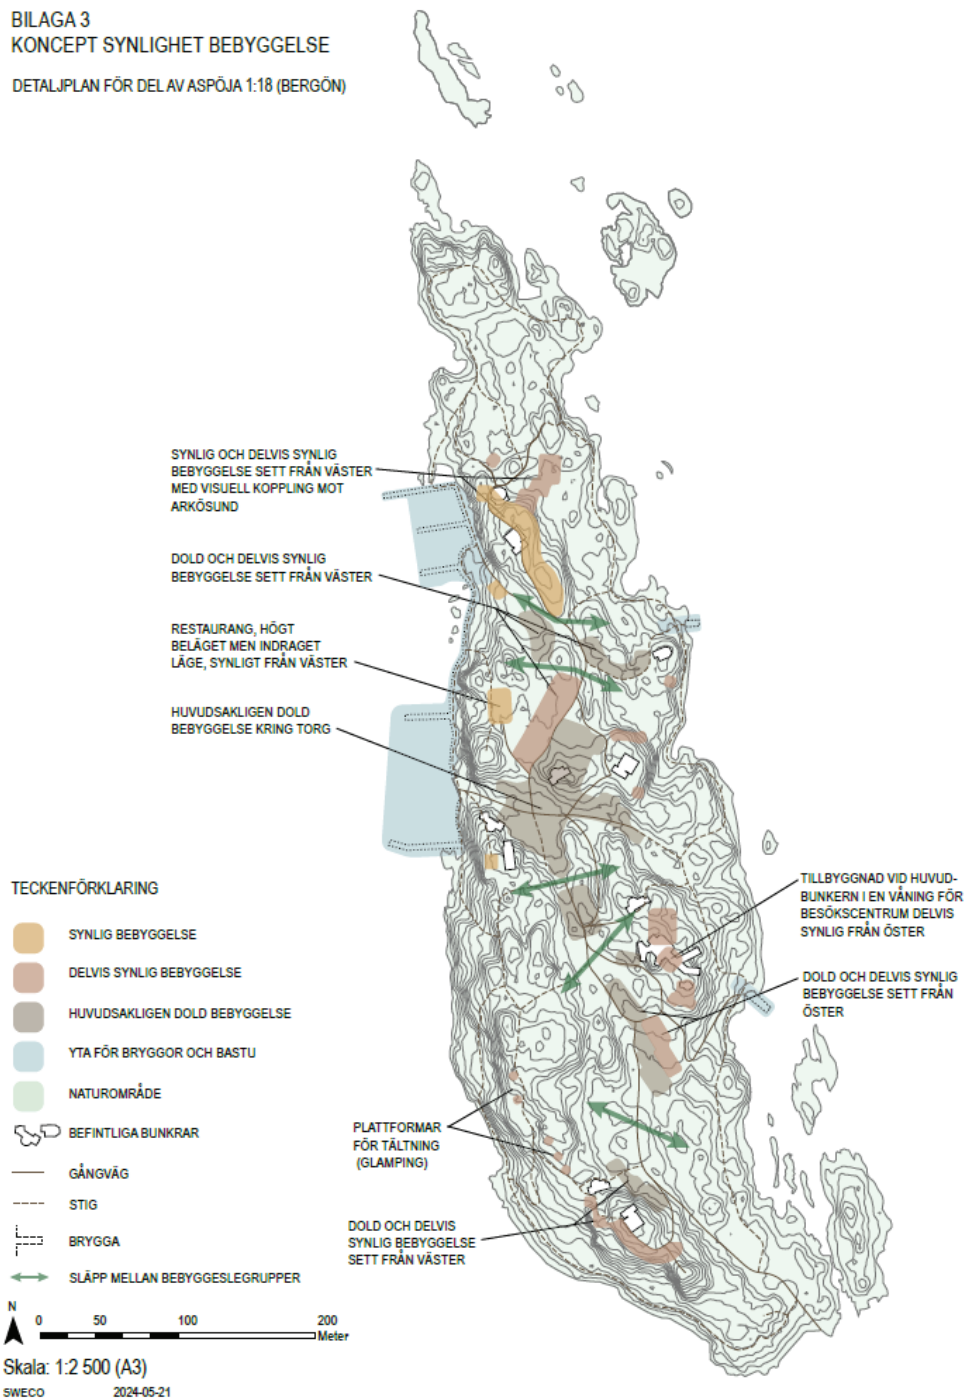 BILAGA 3
KONCEPT SYNLIGHET BEBYGGELSE
DETALJPLAN FÖR DEL AV ASPÖJA 1:18 (BERGÖN)
SYNLIG OCH DELVIS SYNLIG
BEBYGGELSE SETT FRÅN VÄSTER
MED VISUELL KOPPLING MOT
ARKÖSUND
DOLD OCH DELVIS SYNLIG
BEBYGGELSE SETT FRÅN VÄSTER
RESTAURANG, HÖGT
BELÄGET MEN INDRAGET
LÄGE, SYNLIGT FRÅN VÄSTER
HUVUDSAKLIGEN DOLD
BEBYGGELSE KRING TORG
TILLBYGGNAD VID HUVUD-
BUNKERN I EN VÅNING FÖR
BESÖKSCENTRUM DELVIS
SYNLIG FRÅN ÖSTER
DOLD OCH DELVIS SYNLIG
BEBYGGELSE SETT FRÅN
ÖSTER
PLATTFORMAR
FÖR TÄLTNING
(GLAMPING)
DOLD OCH DELVIS
SYNLIG BEBYGGELSE
SETT FRÅN VÄSTER
TECKENFÖRKLARING
SYNLIG BEBYGGELSE
DELVIS SYNLIG BEBYGGELSE
HUVUDSAKLIGEN DOLD BEBYGGELSE
YTA FÖR BRYGGOR OCH BASTU
NATUROMRÅDE
BEFINTLIGA BUNKRAR
GÅNGVÄG
STIG
BRYGGA
SLÄPP MELLAN BEBYGGESLEGRUPPER
N
0 50 100 200
Meter
Skala: 1:2 500 (A3)
SWECO 2024-05-21